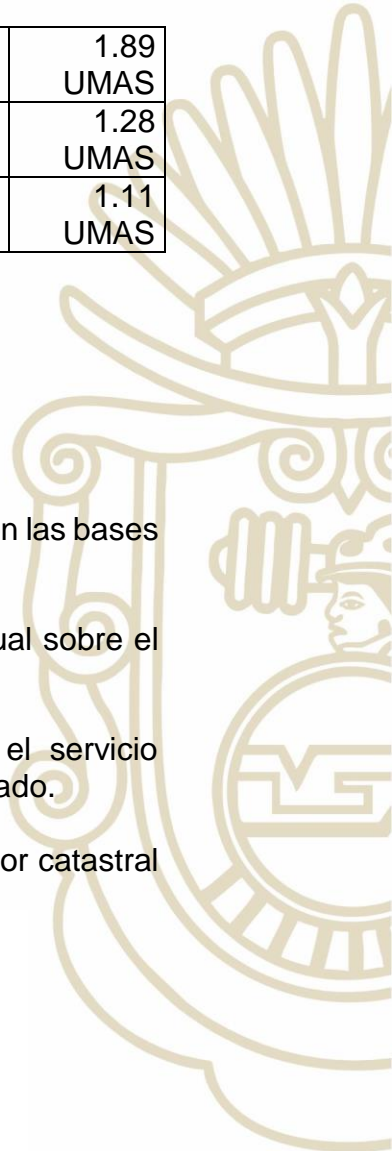 1.89
UMAS
1.28
UMAS
1.11
UMAS
n las bases
ual sobre el
el servicio
ado.
or catastral